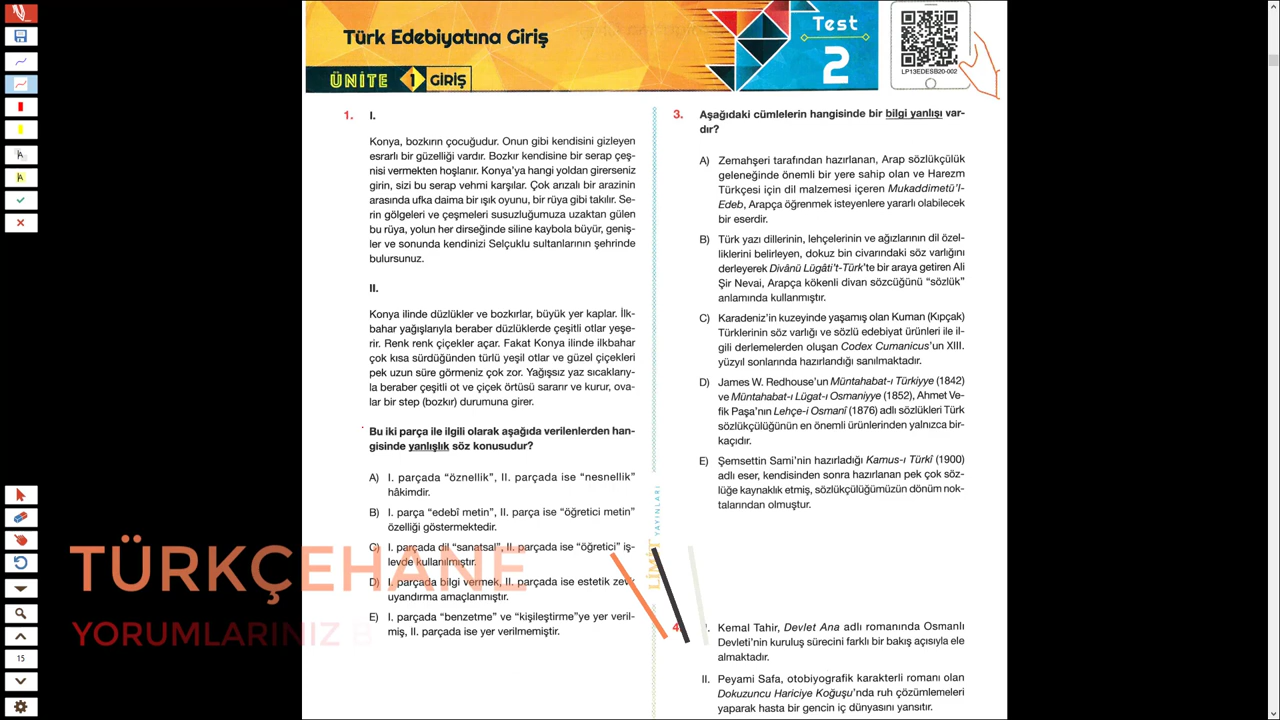 Türk Edebiyatına Giriş
ÜNİTE 1 GİRİŞ
Test
2
LP13EDESB20-002
1. I.
Konya, bozkırın çocuğudur. Onun gibi kendisini gizleyen
esrarlı bir güzelliği vardır. Bozkır kendisine bir serap çeş-
nisi vermekten hoşlanır. Konya'ya hangi yoldan girerseniz
girin, sizi bu serap vehmi karşılar. Çok arızalı bir arazinin
arasında ufka daima bir ışık oyunu, bir rüya gibi takılır. Se-
rin gölgeleri ve çeşmeleri susuzluğumuza uzaktan gülen
bu rüya, yolun her dirseğinde siline kaybola büyür, geniş-
ler ve sonunda kendinizi Selçuklu sultanlarının şehrinde
bulursunuz.
II.
Konya ilinde düzlükler ve bozkırlar, büyük yer kaplar. İlk-
bahar yağışlarıyla beraber düzlüklerde çeşitli otlar yeşe-
rir. Renk renk çiçekler açar. Fakat Konya ilinde ilkbahar
çok kısa sürdüğünden türlü yeşil otlar ve güzel çiçekleri
pek uzun süre görmeniz çok zor. Yağışsız yaz sıcaklarıy-
la beraber çeşitli ot ve çiçek örtüsü sararır ve kurur, ova-
lar bir step (bozkır) durumuna girer.
Bu iki parça ile ilgili olarak aşağıda verilenlerden han-
gisinde yanlışlık söz konusudur?
A) I. parçada "öznellik", II. parçada ise "nesnellik"
hâkimdir.
B) I. parça "edebî metin", II. parça ise "öğretici metin"
özelliği göstermektedir.
C) I. parçada dil "sanatsal", II. parçada ise "öğretici" iş-
levde kullanılmıştır.
D) I. parçada bilgi vermek, II. parçada ise estetik zevk
uyandırma amaçlanmıştır.
E) I. parçada "benzetme" ve "kişileştirme"ye yer veril-
miş, II. parçada ise yer verilmemiştir.
3. Aşağıdaki cümlelerin hangisinde bir bilgi yanlışı var-
dır?
A) Zemahşeri tarafından hazırlanan, Arap sözlükçülük
geleneğinde önemli bir yere sahip olan ve Harezm
Türkçesi için dil malzemesi içeren Mukaddimetü'l-
Edeb, Arapça öğrenmek isteyenlere yararlı olabilecek
bir eserdir.
B) Türk yazı dillerinin, lehçelerinin ve ağızlarının dil özel-
liklerini belirleyen, dokuz bin civarındaki söz varlığını
derleyerek Divânü Lügâti't-Türk'te bir araya getiren Ali
Şir Nevai, Arapça kökenli divan sözcüğünü "sözlük"
anlamında kullanmıştır.
C) Karadeniz'in kuzeyinde yaşamış olan Kuman (Kıpçak)
Türklerinin söz varlığı ve sözlü edebiyat ürünleri ile il-
gili derlemelerden oluşan Codex Cumanicus'un XIII.
yüzyıl sonlarında hazırlandığı sanılmaktadır.
D) James W. Redhouse'un Müntahabat-ı Türkiyye (1842)
ve Müntahabat-ı Lügat-ı Osmaniyye (1852), Ahmet Ve-
fik Paşa'nın Lehçe-i Osmanî (1876) adlı sözlükleri Türk
sözlükçülüğünün en önemli ürünlerinden yalnızca bir-
kaçıdır.
E) Şemsettin Sami'nin hazırladığı Kamus-ı Türkî (1900)
adlı eser, kendisinden sonra hazırlanan pek çok söz-
lüğe kaynaklık etmiş, sözlükçülüğümüzün dönüm nok-
talarından olmuştur.
4. I. Kemal Tahir, Devlet Ana adlı romanında Osmanlı
Devleti'nin kuruluş sürecini farklı bir bakış açısıyla ele
almaktadır.
II. Peyami Safa, otobiyografik karakterli romanı olan
Dokuzuncu Hariciye Koğuşu'nda ruh çözümlemeleri
yaparak hasta bir gencin iç dünyasını yansıtır.
LİMİT YAYINLARI
TÜRKÇEHANE
YORUMLARINIZ
15